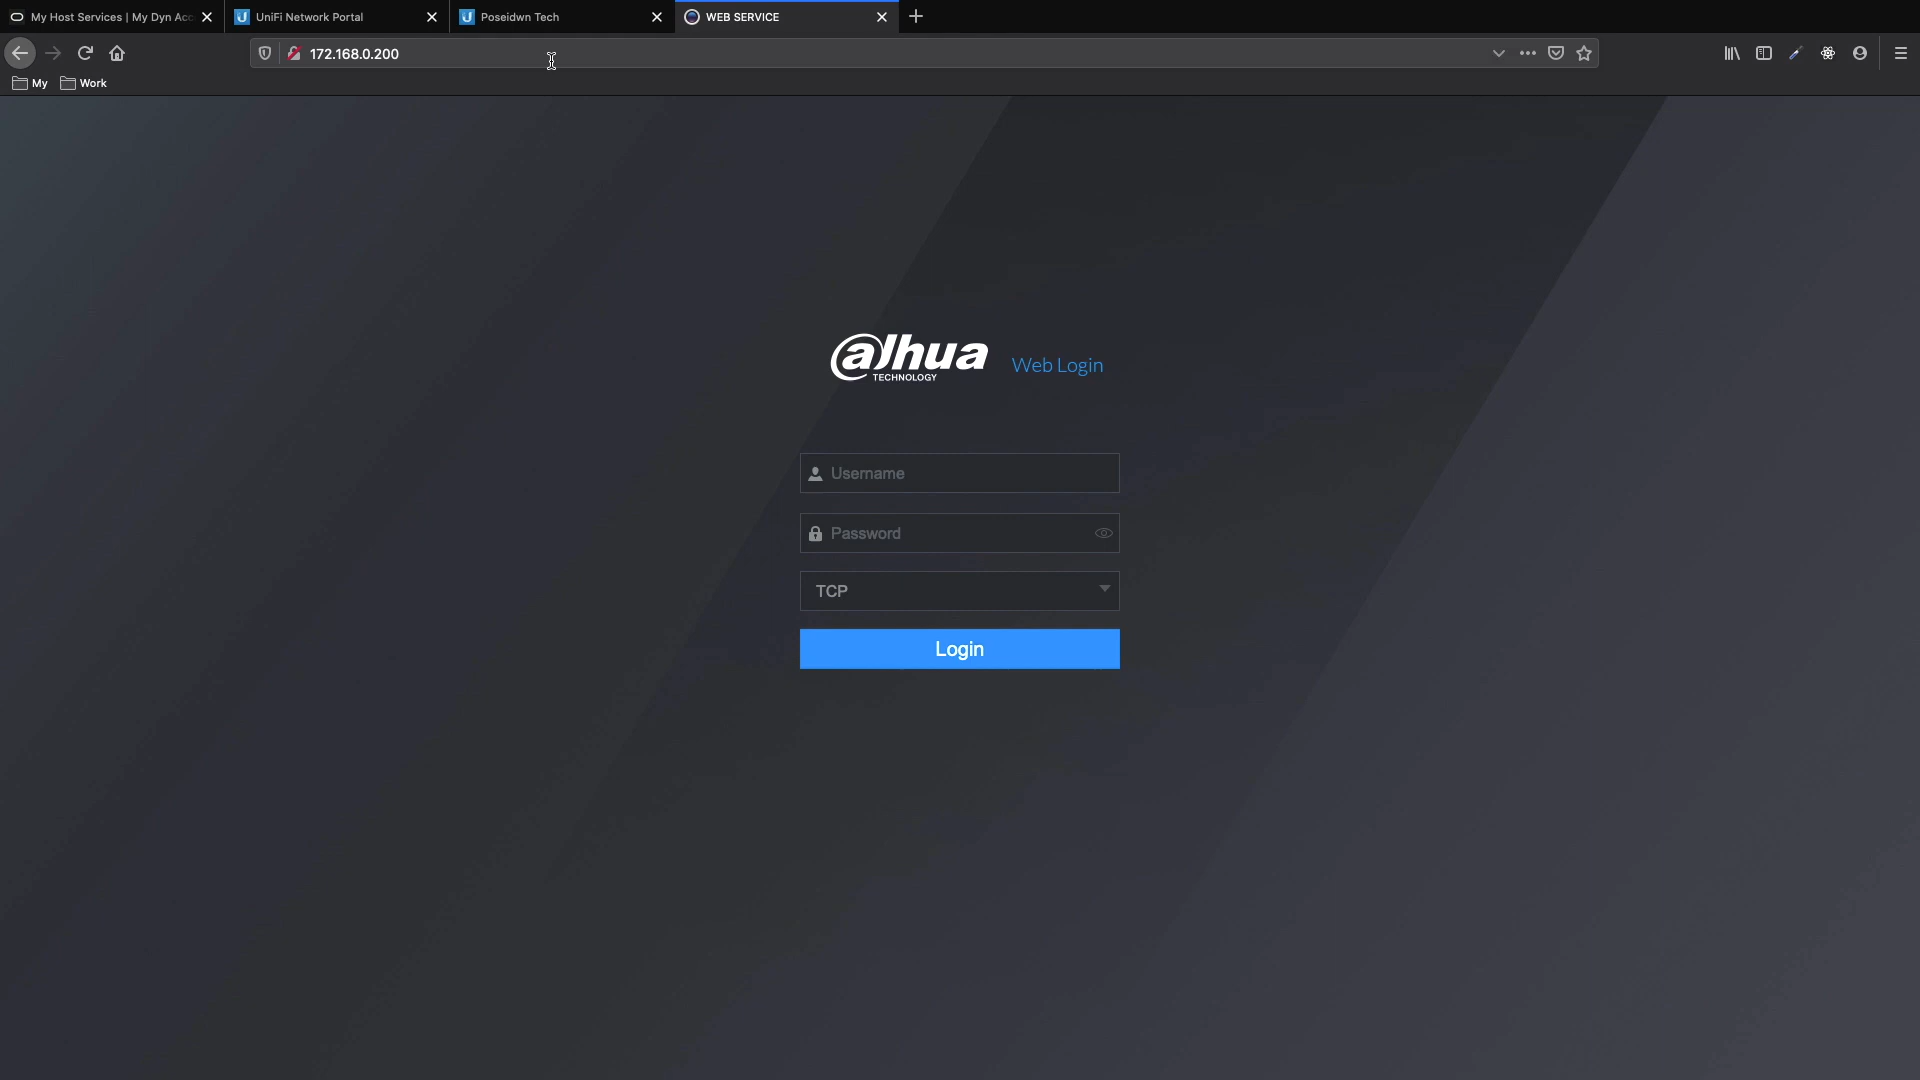 My Host Services | My Dyn Acc
UniFi Network Portal
Poseidwn Tech
WEB SERVICE
172.168.0.200
My
Work
alhua
TECHNOLOGY
Web Login
Username
Password
TCP
Login